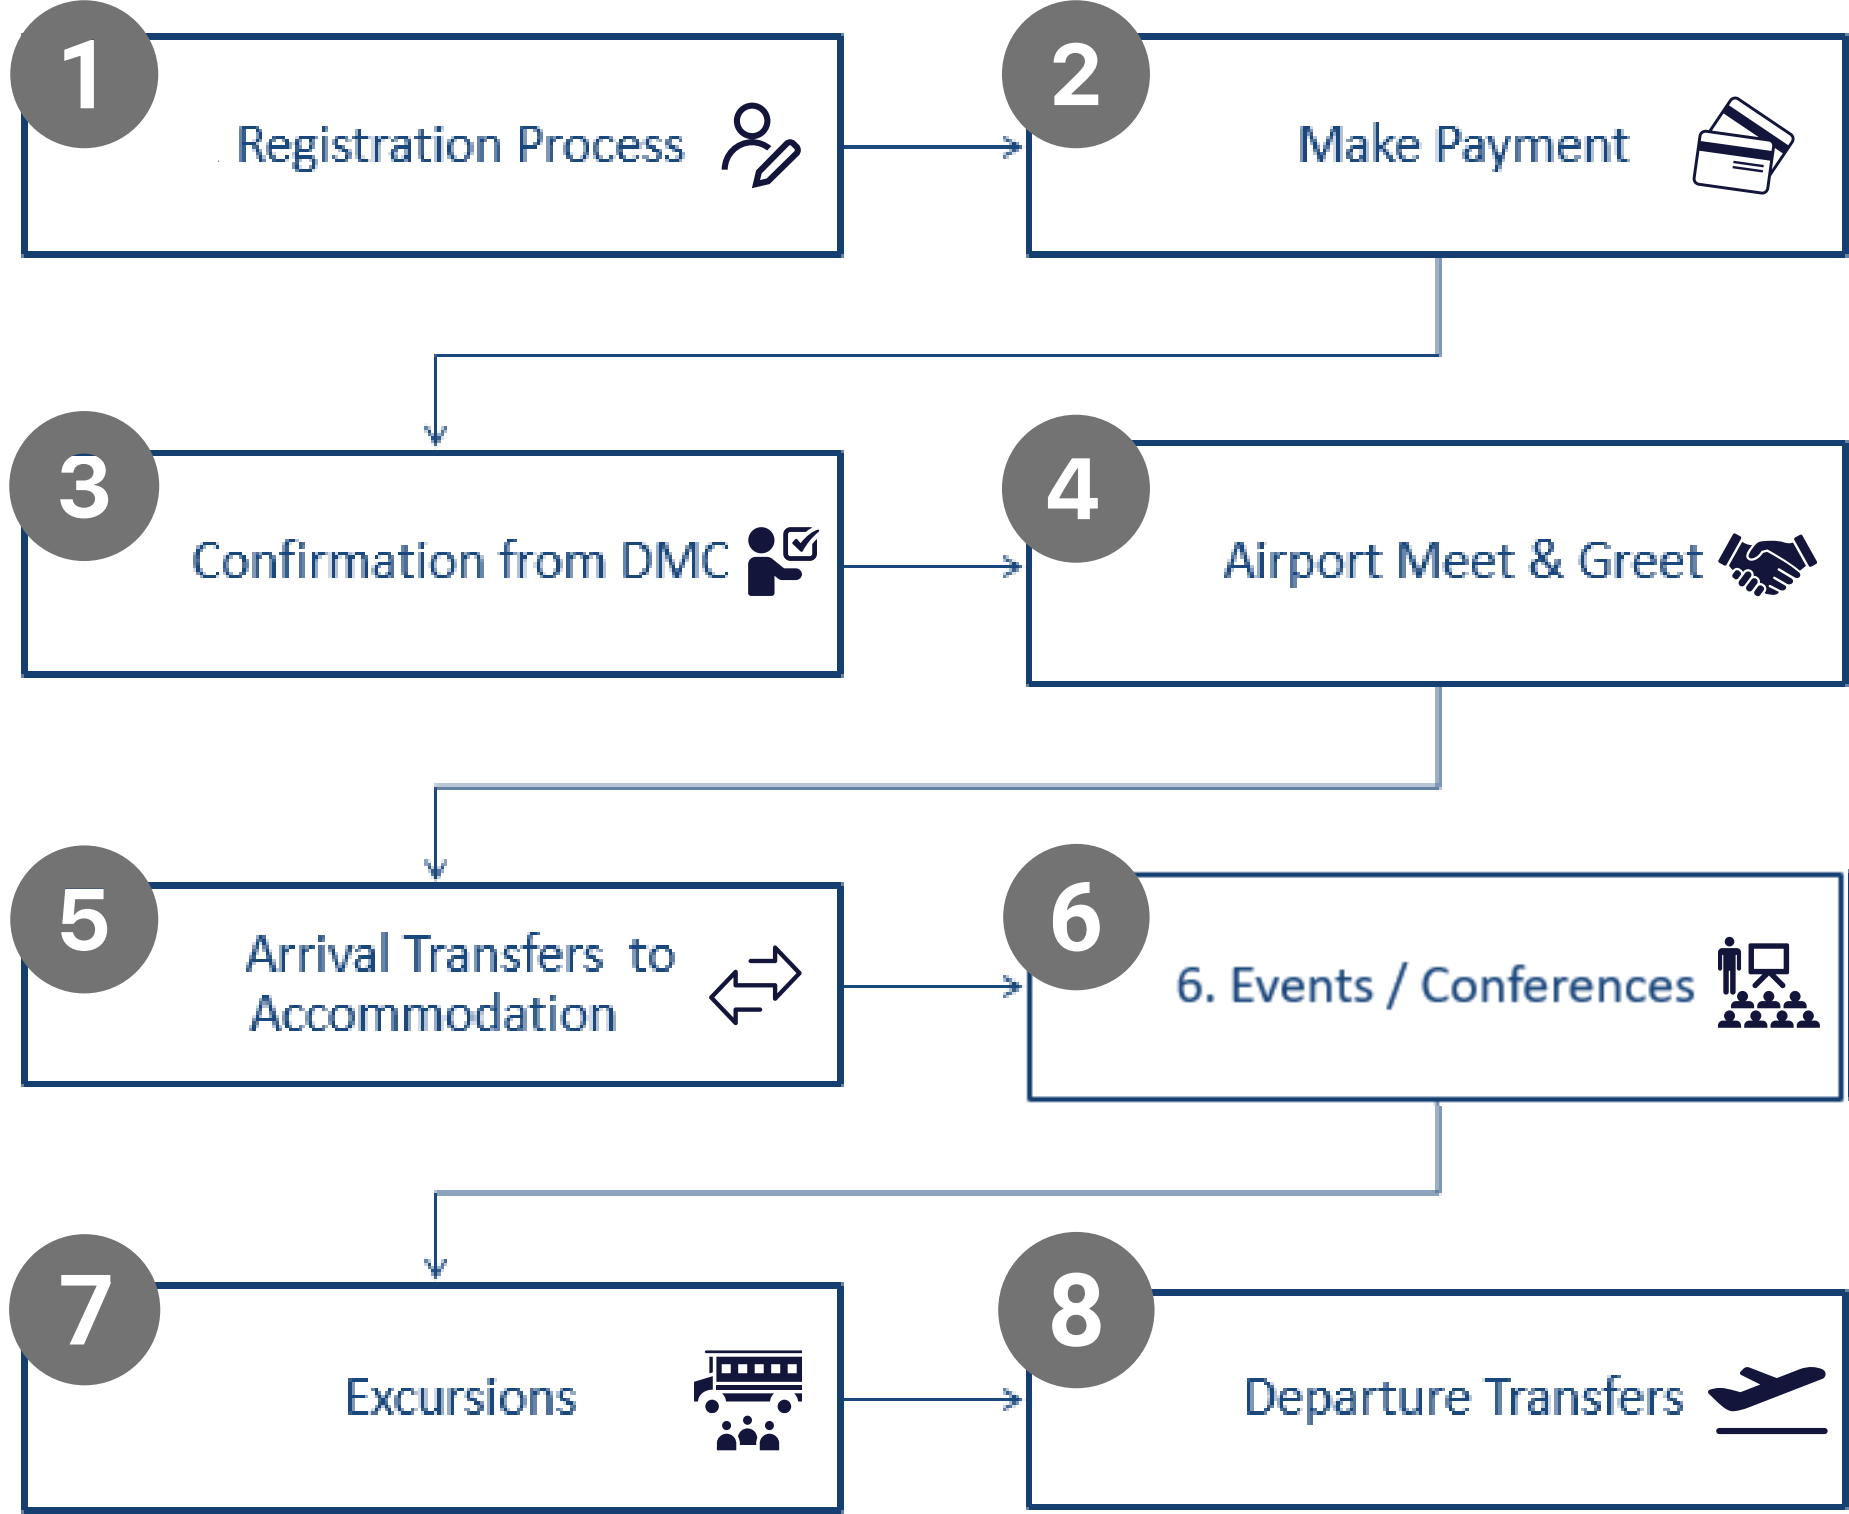 1
Registration Process
2
Make Payment
3
Confirmation from DMC
4
Airport Meet & Greet
5
Arrival Transfers to
Accommodation
6
6. Events / Conferences
7
Excursions
8
Departure Transfers